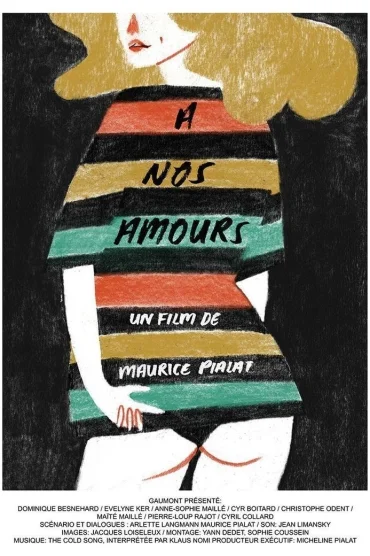 A
NOS
AMOURS
UN FILM DE
MAURICE PIALAT
GAUMONT PRÉSENTE:
DOMINIQUE BESNEHARD / EVELYNE KER / ANNE-SOPHIE MAILLÉ / CYR BOITARD / CHRISTOPHE ODENT /
MAÏTÉ MAILLÉ / PIERRE-LOUP RAJOT / CYRIL COLLARD
SCÉNARIO ET DIALOGUES : ARLETTE LANGMANN MAURICE PIALAT / SON: JEAN LIMANSKY
IMAGES: JACQUES LOISELEUX / MONTAGE: YANN DEDET, SOPHIE COUSSEIN
MUSIQUE: THE COLD SONG, INTERPRÉTÉE PAR KLAUS NOMI PRODUCTEUR EXÉCUTIF: MICHELINE PIALAT